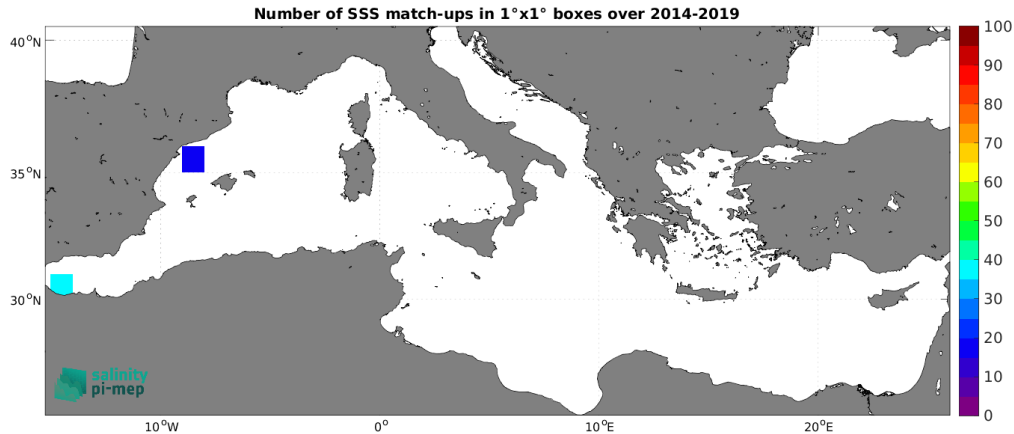 Number of SSS match-ups in 1°x1° boxes over 2014-2019
40°N
35°N
30°N
10°W
0°
10°E
20°E
100
90
80
70
60
50
40
30
20
10
0
salinity
pi-mep